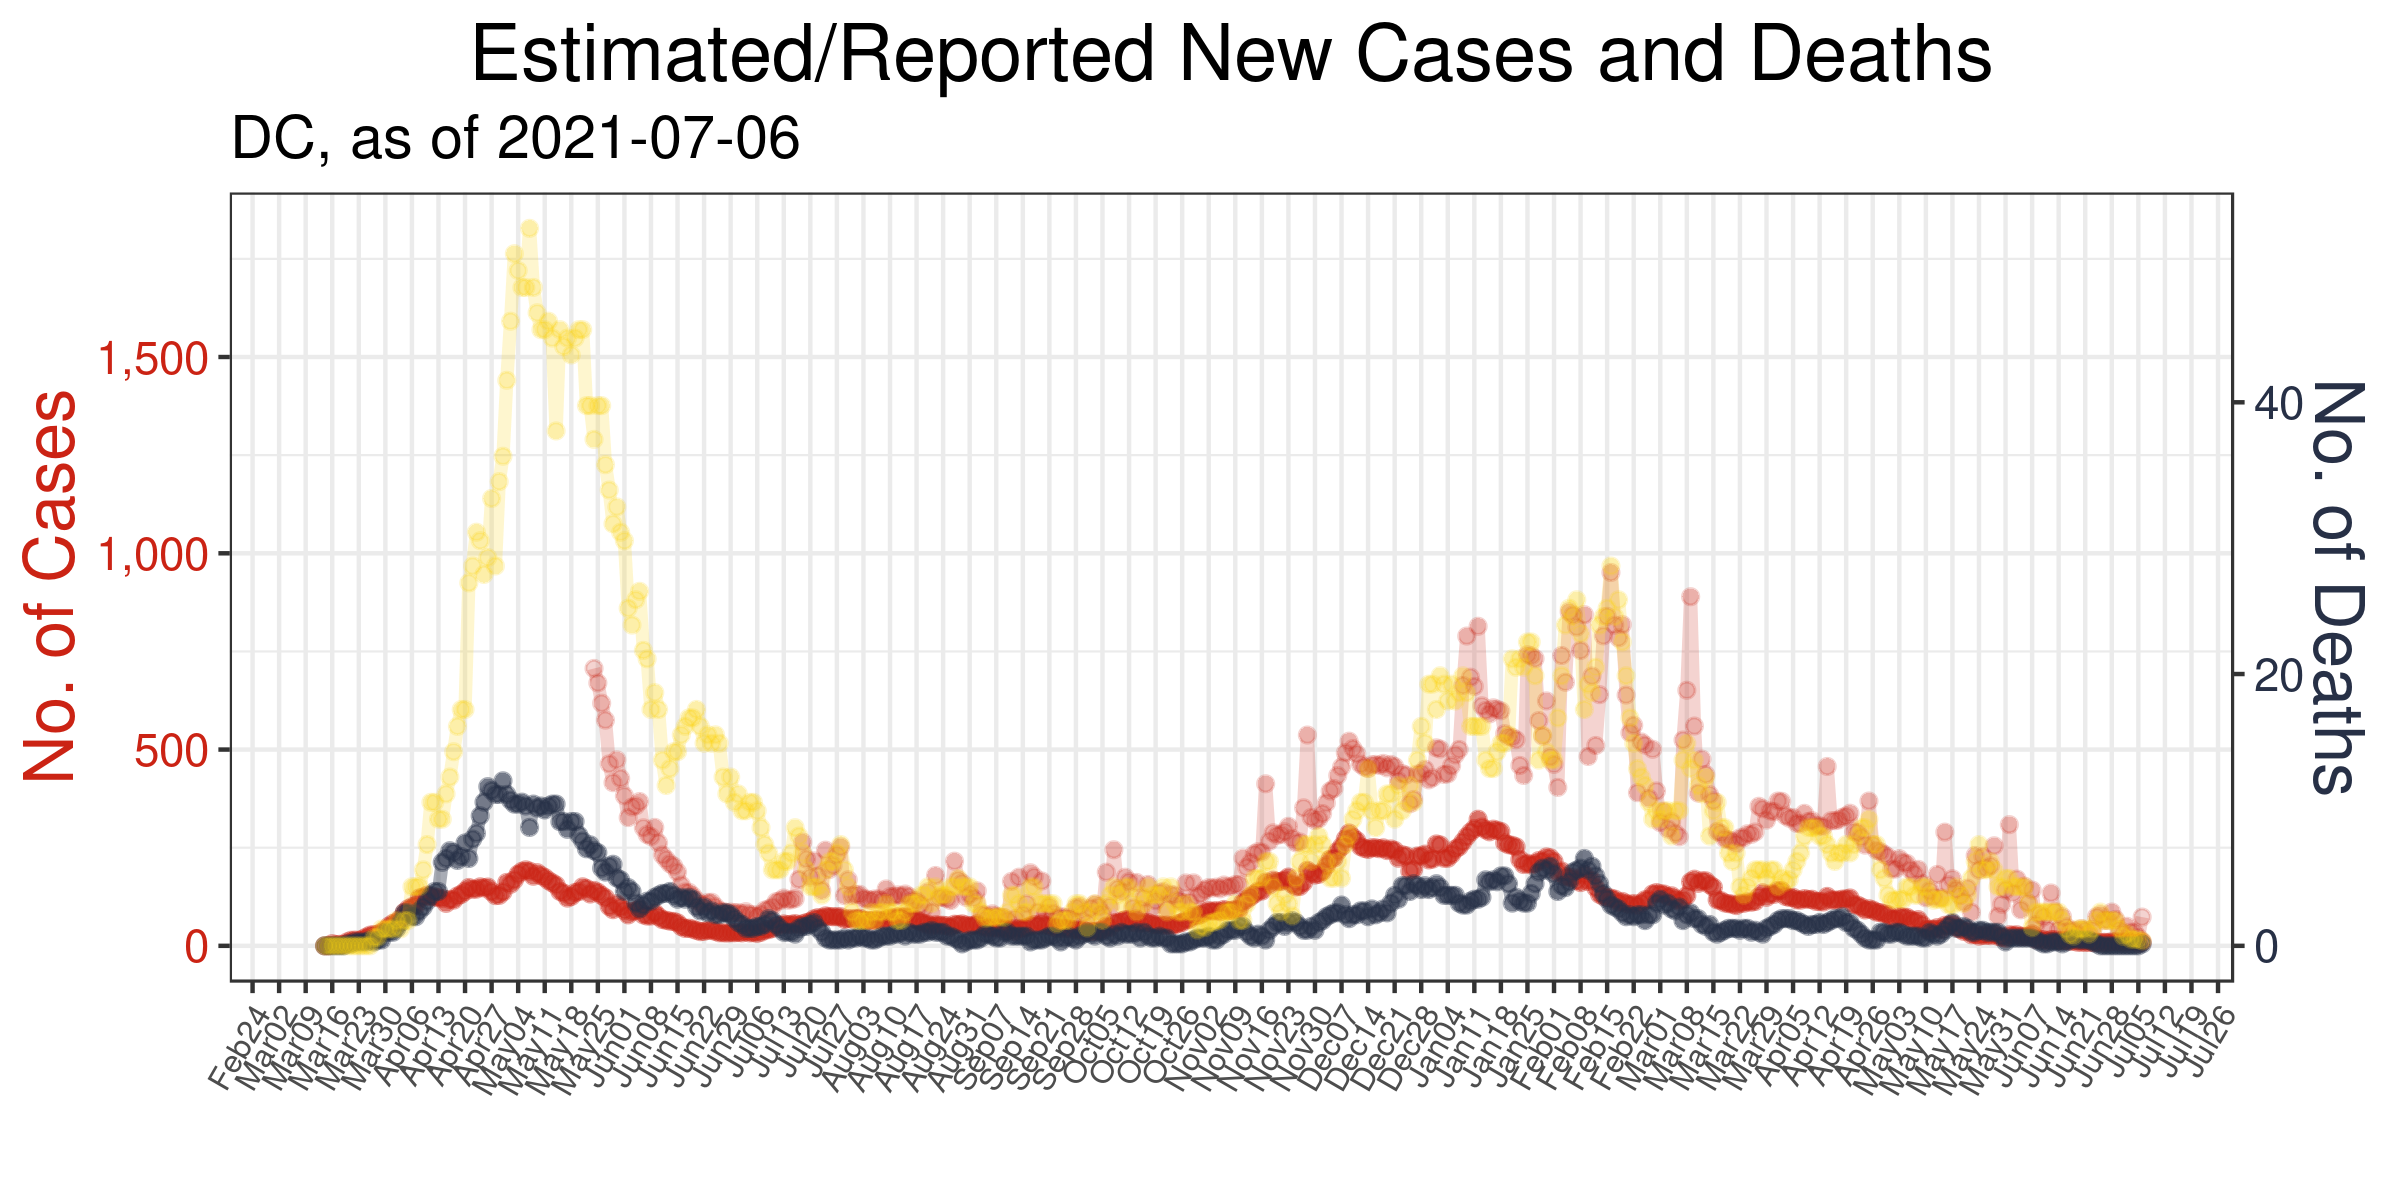 Estimated/Reported New Cases and Deaths
DC, as of 2021-07-06
No. of Cases
1,500
1,000
500
0
40
20
0
No. of Deaths
Feb24
Mar02
Mar09
Mar16
Mar23
Mar30
Apr06
Apr13
Apr20
Apr27
May04
May11
May18
May25
Jun01
Jun08
Jun15
Jun22
Jun29
Jul06
Jul13
Jul20
Jul27
Aug03
Aug10
Aug17
Aug24
Aug31
Sep07
Sep14
Sep21
Sep28
Oct05
Oct12
Oct19
Oct26
Nov02
Nov09
Nov16
Nov23
Nov30
Dec07
Dec14
Dec21
Dec28
Jan04
Jan11
Jan18
Jan25
Feb01
Feb08
Feb15
Feb22
Mar01
Mar08
Mar15
Mar22
Mar29
Apr05
Apr12
Apr19
Apr26
May03
May10
May17
May24
May31
Jun07
Jun14
Jun21
Jun28
Jul05
Jul12
Jul19
Jul26